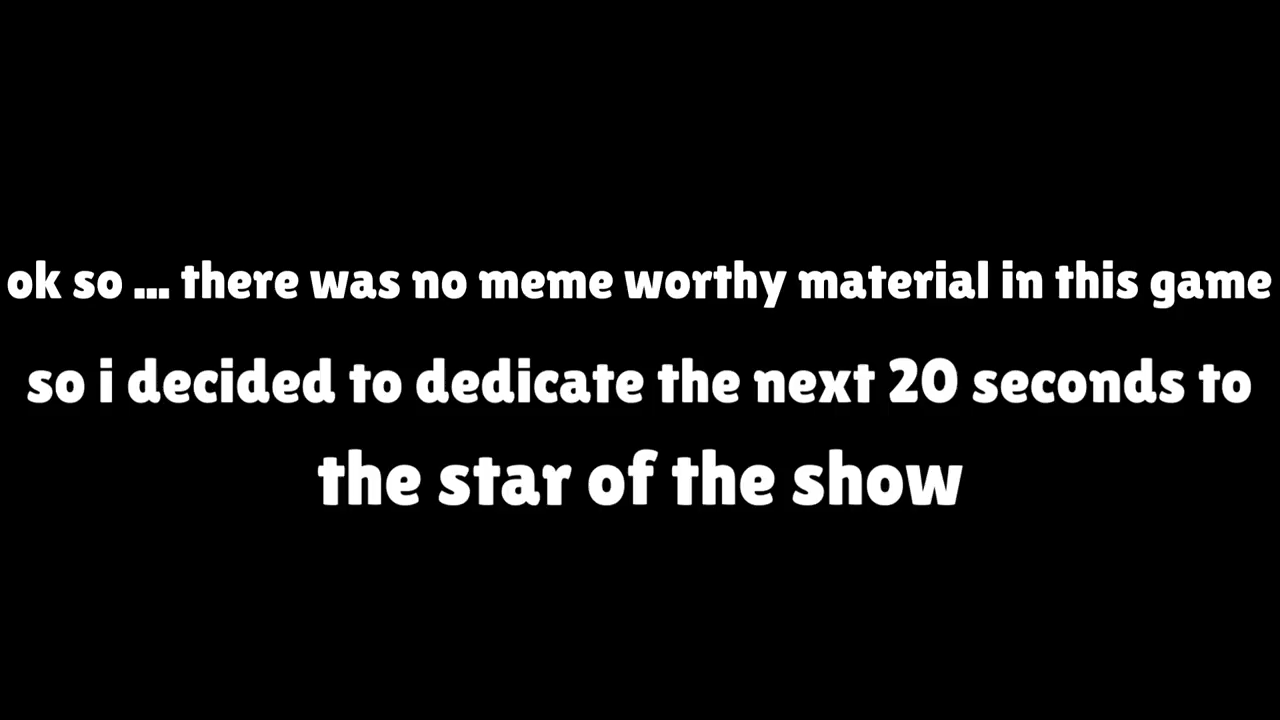 ok so ... there was no meme worthy material in this game
so i decided to dedicate the next 20 seconds to
the star of the show